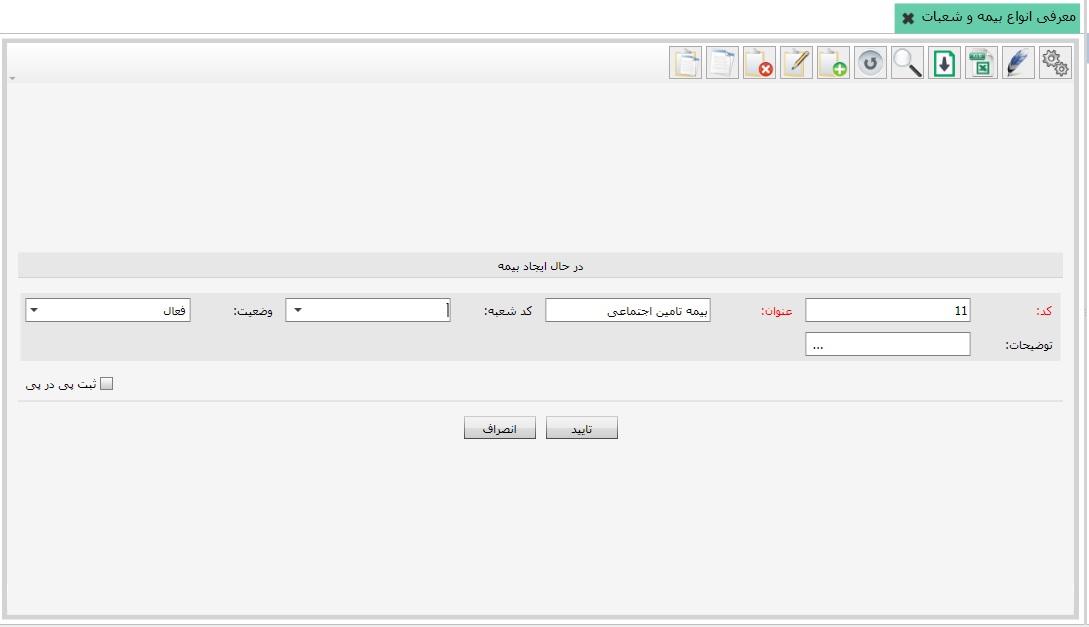 معرفی انواع بیمه و شعبات
در حال ایجاد بیمه
کد: 11 عنوان: بیمه تامین اجتماعی کد شعبه: وضعیت: فعال
توضیحات: ...
ثبت پی در پی
تایید انصراف